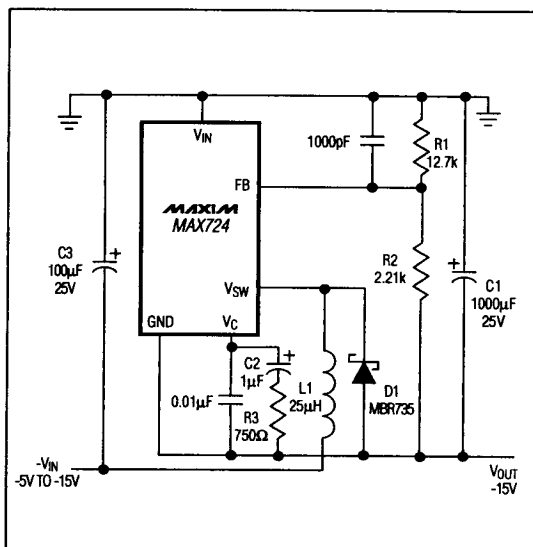 VIN
1000pF
R1
12.7k
FB
MAXIM
MAX724
C3
100µF
25V
R2
2.21k
VSW
C1
1000µF
25V
GND
VC
C2
1µF
L1
25µH
D1
MBR735
0.01µF
R3
750Ω
-VIN
-5V TO -15V
VOUT
-15V